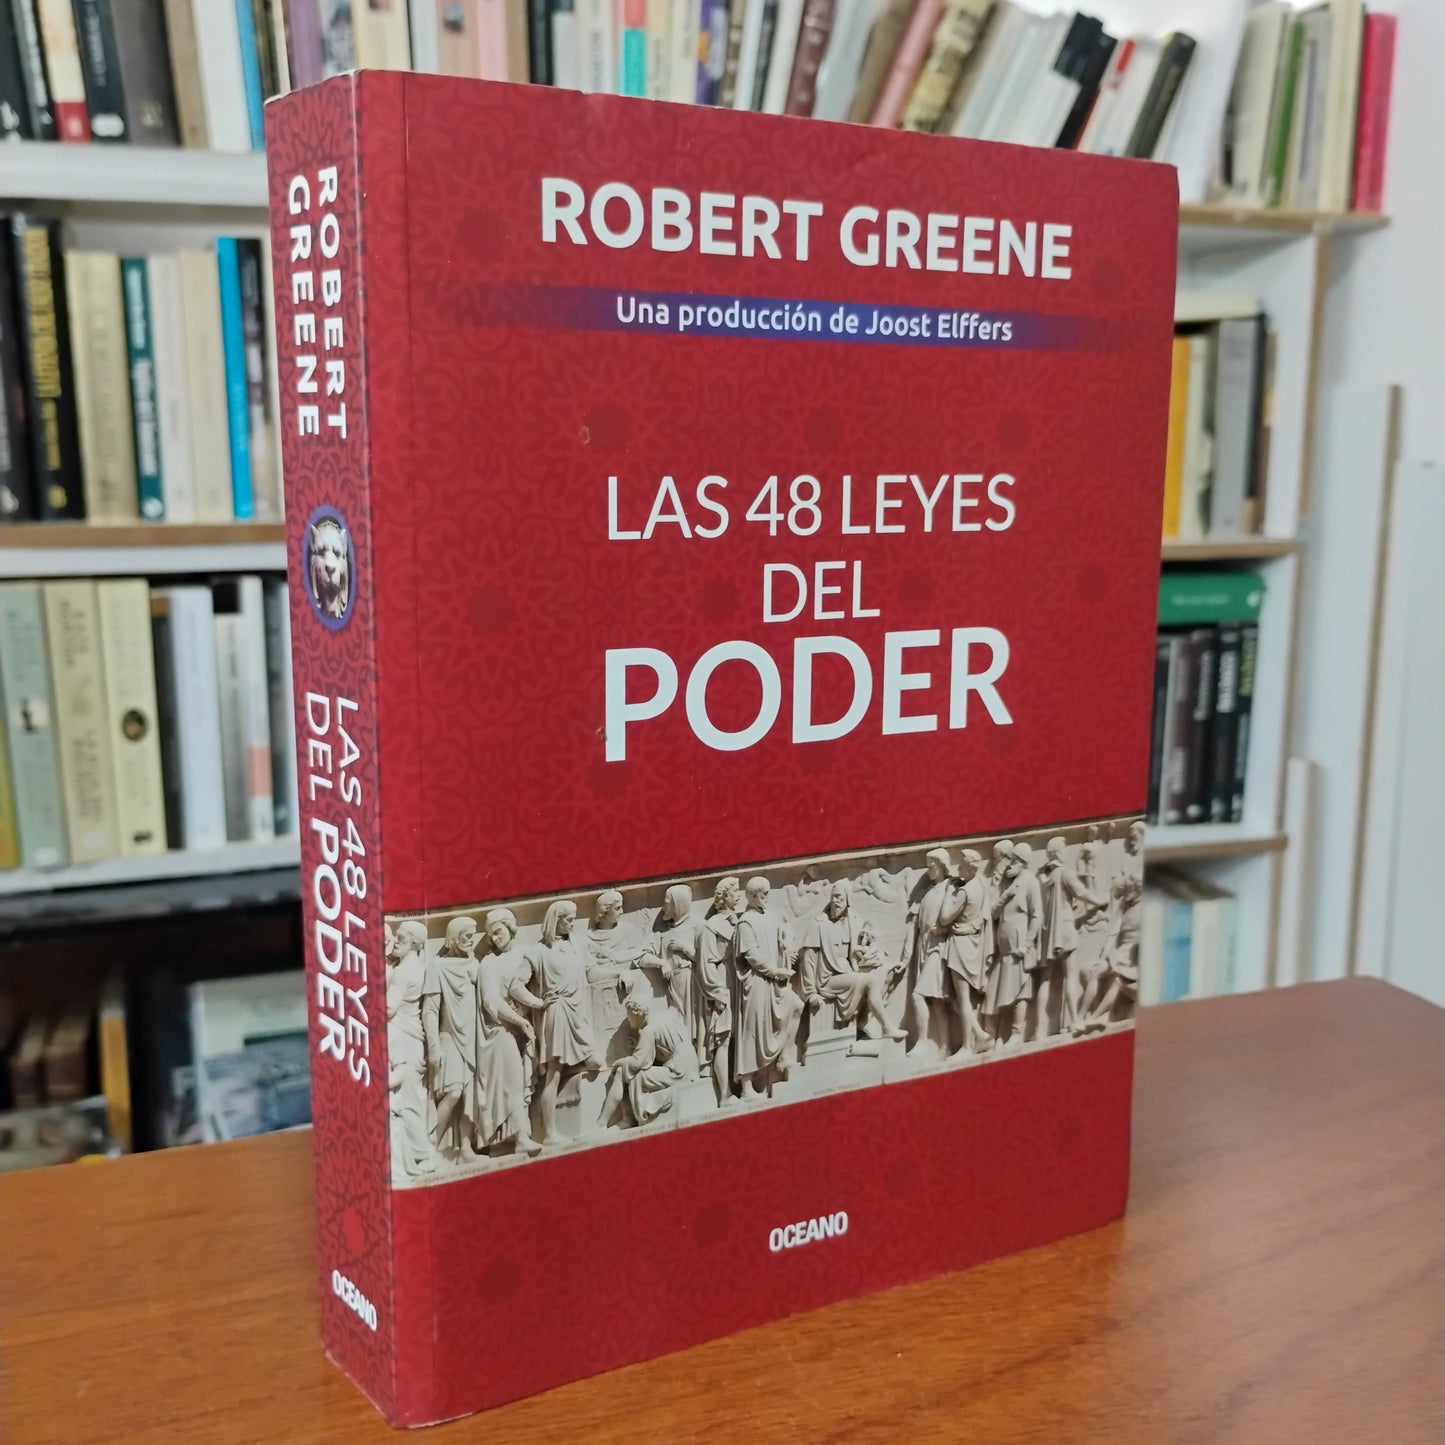 ROBERT GREENE
Una producción de Joost Elffers
LAS 48 LEYES
DEL
PODER
OCEANO
ROBERT
GREENE
LAS 48 LEYES
DEL PODER
OCEANO